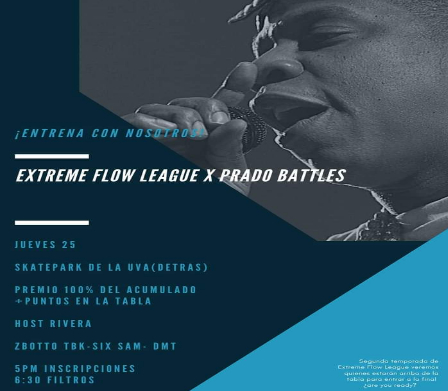 ¡ENTRENA CON NOSOTROS!
EXTREME FLOW LEAGUE X PRADO BATTLES
JUEVES 25
SKATEPARK DE LA UVA(DETRAS)
PREMIO 100% DEL ACUMULADO
+PUNTOS EN LA TABLA
HOST RIVERA
ZBOTTO TBK-SIX SAM- DMT
5PM INSCRIPCIONES
6:30 FILTROS
Segundo temporada de
Extreme Flow League veremos
quienes estarán arriba de la
tabla para entrar a la final
¿are you ready?